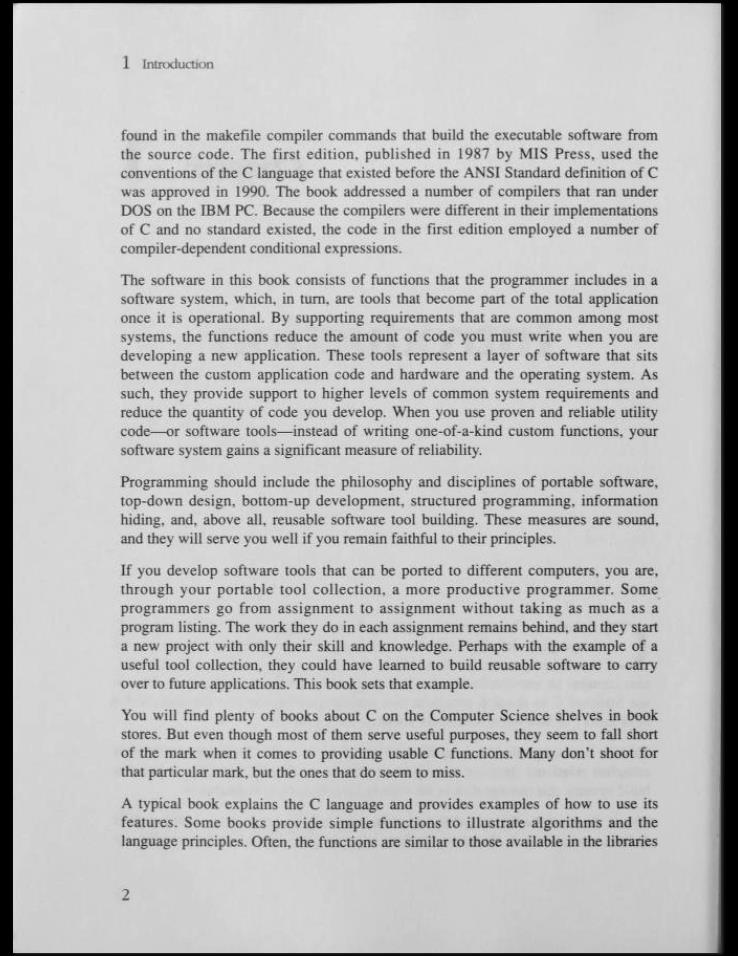 1 Introduction
found in the makefile compiler commands that build the executable software from
the source code. The first edition, published in 1987 by MIS Press, used the
conventions of the C language that existed before the ANSI Standard definition of C
was approved in 1990. The book addressed a number of compilers that ran under
DOS on the IBM PC. Because the compilers were different in their implementations
of C and no standard existed, the code in the first edition employed a number of
compiler-dependent conditional expressions.
The software in this book consists of functions that the programmer includes in a
software system, which, in turn, are tools that become part of the total application
once it is operational. By supporting requirements that are common among most
systems, the functions reduce the amount of code you must write when you are
developing a new application. These tools represent a layer of software that sits
between the custom application code and hardware and the operating system. As
such, they provide support to higher levels of common system requirements and
reduce the quantity of code you develop. When you use proven and reliable utility
code—or software tools—instead of writing one-of-a-kind custom functions, your
software system gains a significant measure of reliability.
Programming should include the philosophy and disciplines of portable software,
top-down design, bottom-up development, structured programming, information
hiding, and, above all, reusable software tool building. These measures are sound,
and they will serve you well if you remain faithful to their principles.
If you develop software tools that can be ported to different computers, you are,
through your portable tool collection, a more productive programmer. Some
programmers go from assignment to assignment without taking as much as a
program listing. The work they do in each assignment remains behind, and they start
a new project with only their skill and knowledge. Perhaps with the example of a
useful tool collection, they could have learned to build reusable software to carry
over to future applications. This book sets that example.
You will find plenty of books about C on the Computer Science shelves in book
stores. But even though most of them serve useful purposes, they seem to fall short
of the mark when it comes to providing usable C functions. Many don't shoot for
that particular mark, but the ones that do seem to miss.
A typical book explains the C language and provides examples of how to use its
features. Some books provide simple functions to illustrate algorithms and the
language principles. Often, the functions are similar to those available in the libraries
2